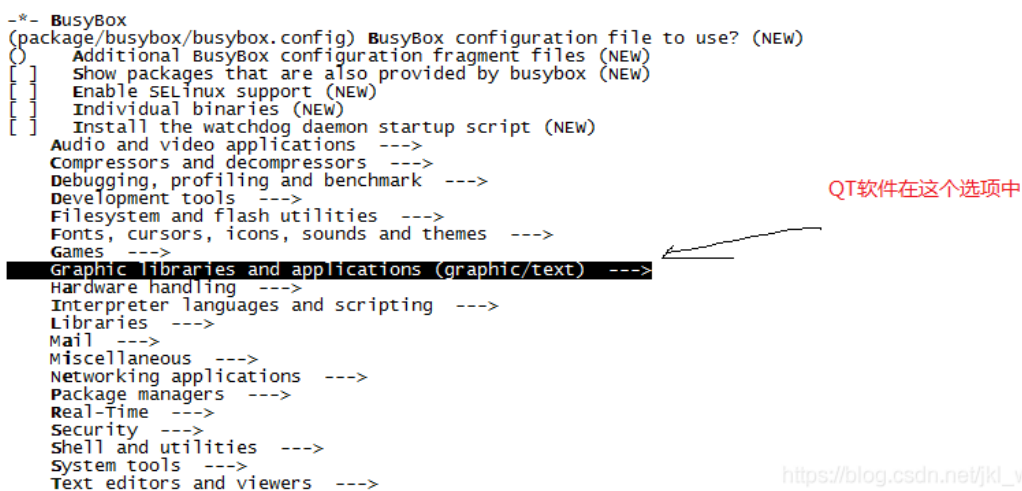 -*- BusyBox
(package/busybox/busybox.config) BusyBox configuration file to use? (NEW)
()    Additional BusyBox configuration fragment files (NEW)
[ ]   Show packages that are also provided by busybox (NEW)
[ ]   Enable SELinux support (NEW)
[ ]   Individual binaries (NEW)
[ ]   Install the watchdog daemon startup script (NEW)
Audio and video applications  --->
Compressors and decompressors  --->
Debugging, profiling and benchmark  --->
Development tools  --->
Filesystem and flash utilities  --->
Fonts, cursors, icons, sounds and themes  --->
Games  --->
Graphic libraries and applications (graphic/text)  --->
Hardware handling  --->
Interpreter languages and scripting  --->
Libraries  --->
Mail  --->
Miscellaneous  --->
Networking applications  --->
Package managers  --->
Real-Time  --->
Security  --->
Shell and utilities  --->
System tools  --->
Text editors and viewers  --->
QT软件在这个选项中
https://blog.csdn.net/jkl_w